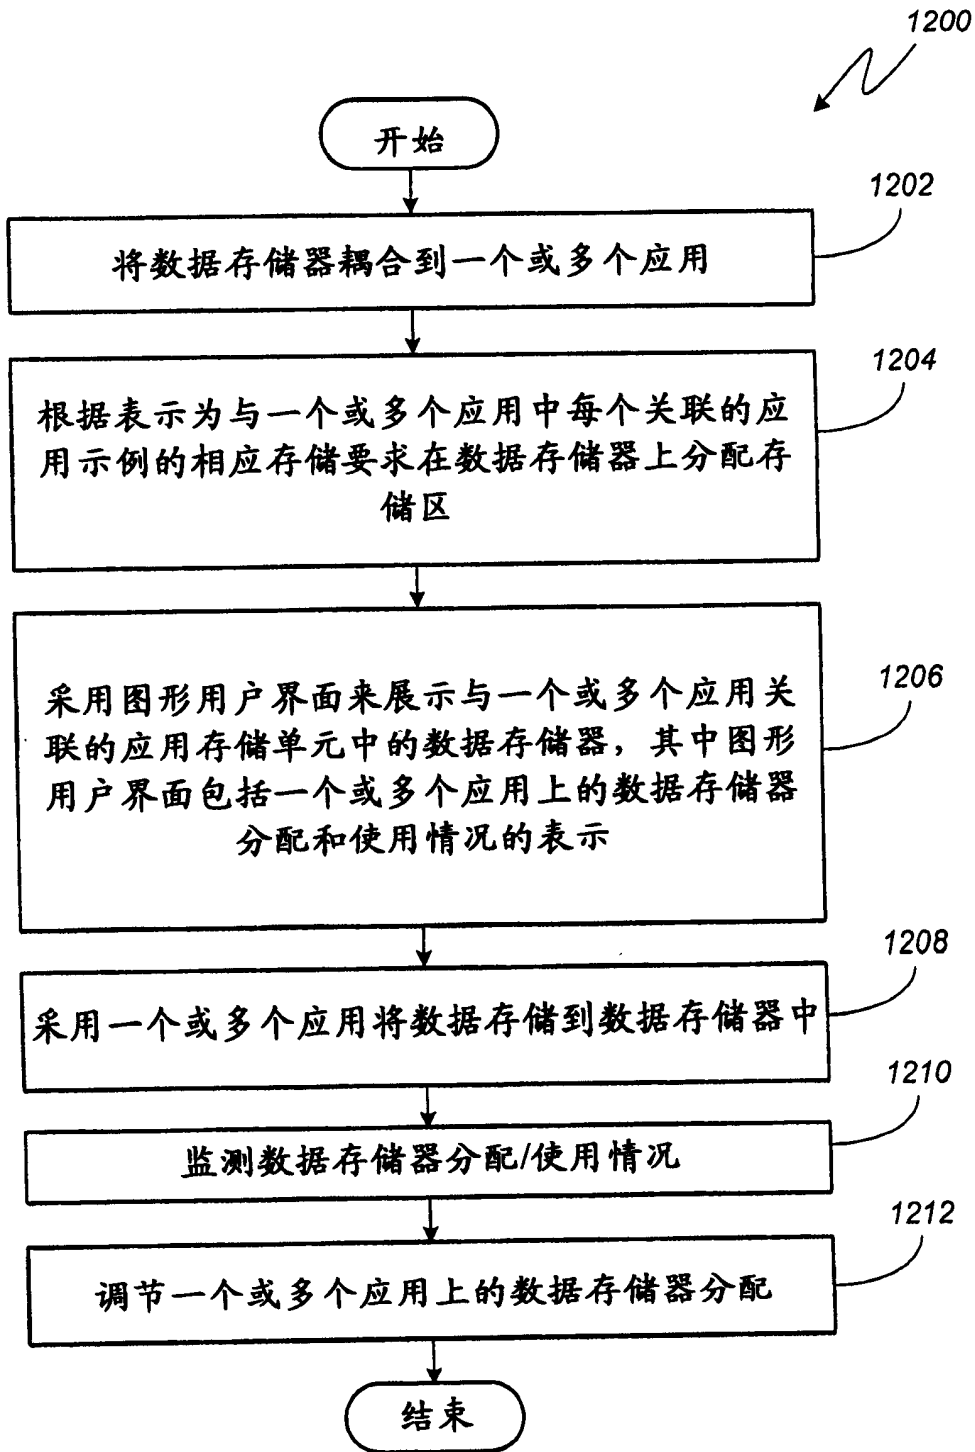 1200
开始
1202
将数据存储器耦合到一个或多个应用
1204
根据表示为与一个或多个应用中每个关联的应
用示例的相应存储要求在数据存储器上分配存
储区
1206
采用图形用户界面来展示与一个或多个应用关
联的应用存储单元中的数据存储器，其中图形
用户界面包括一个或多个应用上的数据存储器
分配和使用情况的表示
1208
采用一个或多个应用将数据存储到数据存储器中
1210
监测数据存储器分配/使用情况
1212
调节一个或多个应用上的数据存储器分配
结束